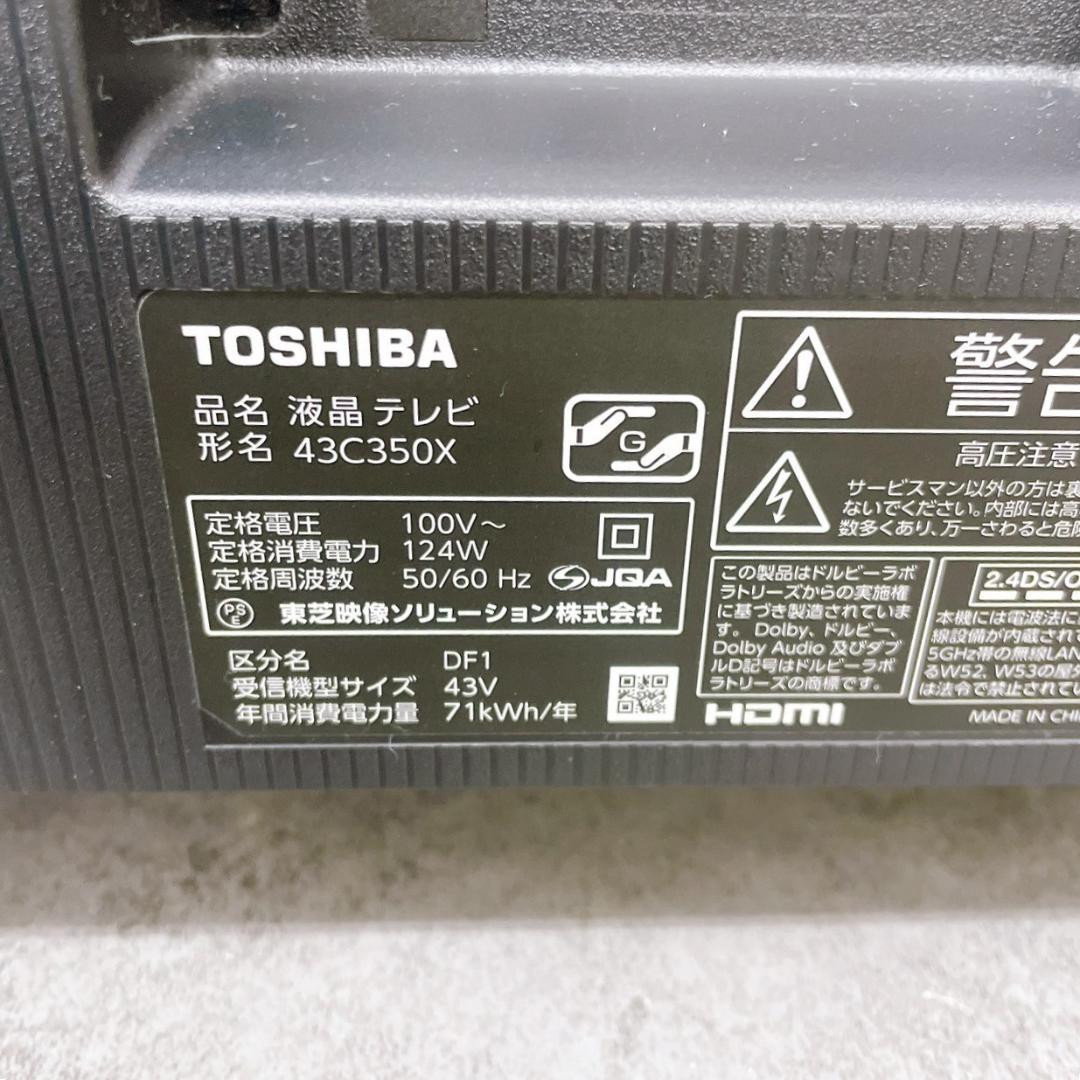 TOSHIBA
品名 液晶テレビ
形名 43C350X
G
定格電圧 100V～
定格消費電力 124W
定格周波数 50/60 Hz JQA
PS E 東芝映像ソリューション株式会社
区分名 DF1
受信機型サイズ 43V
年間消費電力量 71kWh/年
警告
高圧注意
サービスマン以外の方は裏
ないでください。内部には高
数多くあり、万一さわると危険
この製品はドルビーラボ
ラトリーズからの実施権
に基づき製造されていま
す。 Dolby、ドルビー、
Dolby Audio 及びダブ
ルD記号はドルビーラボ
ラトリーズの商標です。
HDMI
2.4DS/O
本機には電波法に
線設備が内蔵されて
5GHz帯の無線LAN
るW52、W53の屋
は法令で禁止されてい
MADE IN CHI